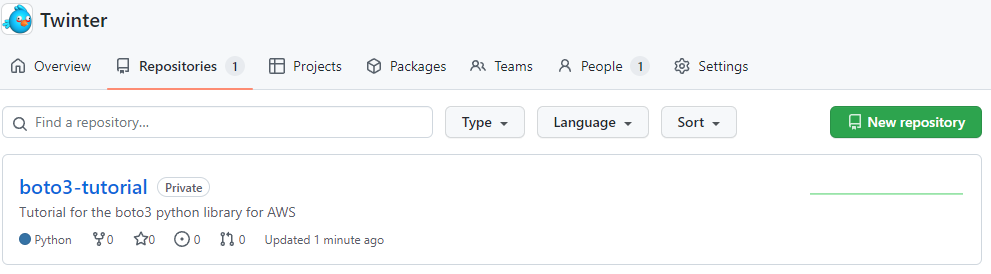 Twinter
Overview Repositories 1 Projects Packages Teams People 1 Settings
Find a repository... Type Language Sort New repository
boto3-tutorial Private
Tutorial for the boto3 python library for AWS
Python 0 0 0 0 Updated 1 minute ago